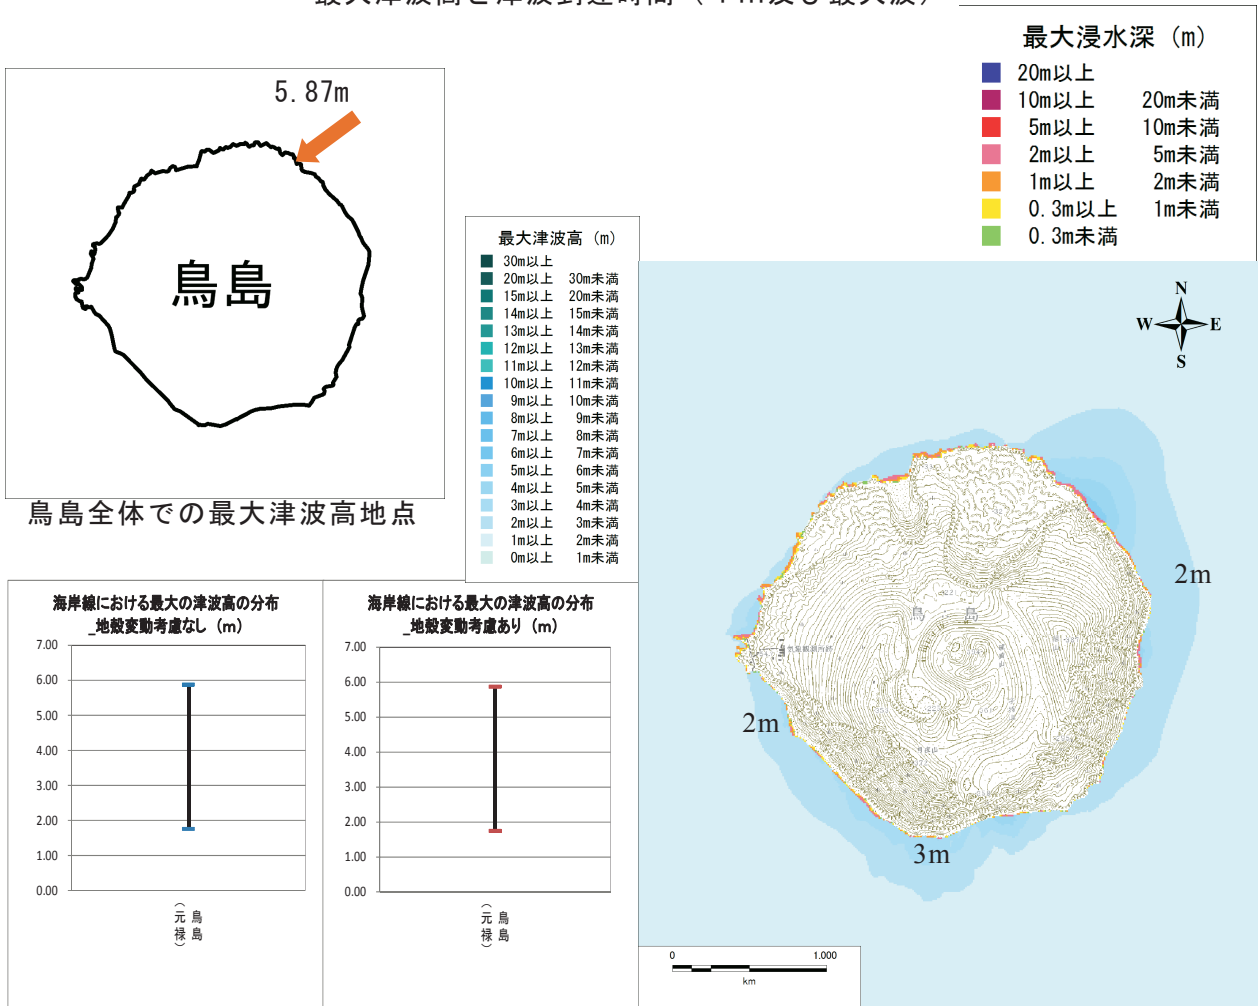 最大浸水深 (m)
20m以上
10m以上 20m未満
5m以上 10m未満
2m以上 5m未満
1m以上 2m未満
0.3m以上 1m未満
0.3m未満
5.87m
鳥島
鳥島全体での最大津波高地点
最大津波高 (m)
30m以上
20m以上 30m未満
15m以上 20m未満
14m以上 15m未満
13m以上 14m未満
12m以上 13m未満
11m以上 12m未満
10m以上 11m未満
9m以上 10m未満
8m以上 9m未満
7m以上 8m未満
6m以上 7m未満
5m以上 6m未満
4m以上 5m未満
3m以上 4m未満
2m以上 3m未満
1m以上 2m未満
0m以上 1m未満
海岸線における最大の津波高の分布
_地殻変動考慮なし (m)
7.00
6.00
5.00
4.00
3.00
2.00
1.00
0.00
鳥島
(元禄)
海岸線における最大の津波高の分布
_地殻変動考慮あり (m)
7.00
6.00
5.00
4.00
3.00
2.00
1.00
0.00
鳥島
(元禄)
N
W E
S
2m
鳥 島
2m
3m
0 1.000
km